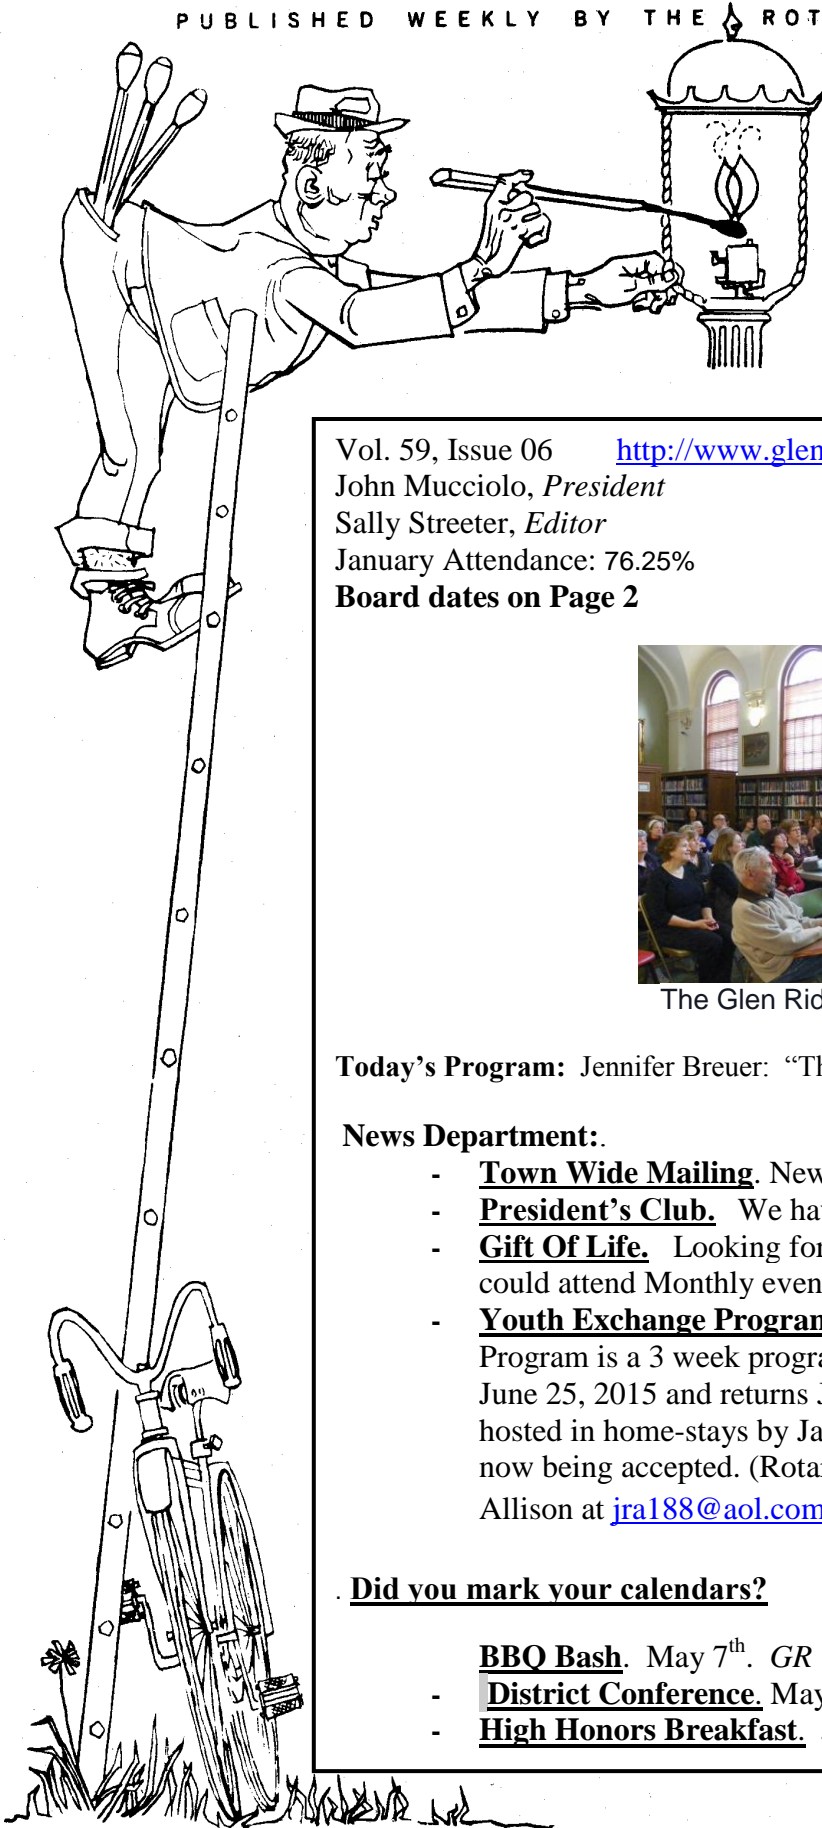 PUBLISHED WEEKLY BY THE ROT
Vol. 59, Issue 06 http://www.glen
John Mucciolo, President
Sally Streeter, Editor
January Attendance: 76.25%
Board dates on Page 2
The Glen Rid
Today’s Program: Jennifer Breuer: “Th
News Department:.
- Town Wide Mailing. New
- President’s Club. We hav
- Gift Of Life. Looking for
could attend Monthly even
- Youth Exchange Program
Program is a 3 week progra
June 25, 2015 and returns J
hosted in home-stays by Ja
now being accepted. (Rotar
Allison at jra188@aol.com
. Did you mark your calendars?
BBQ Bash. May 7th. GR
- District Conference. May
- High Honors Breakfast.